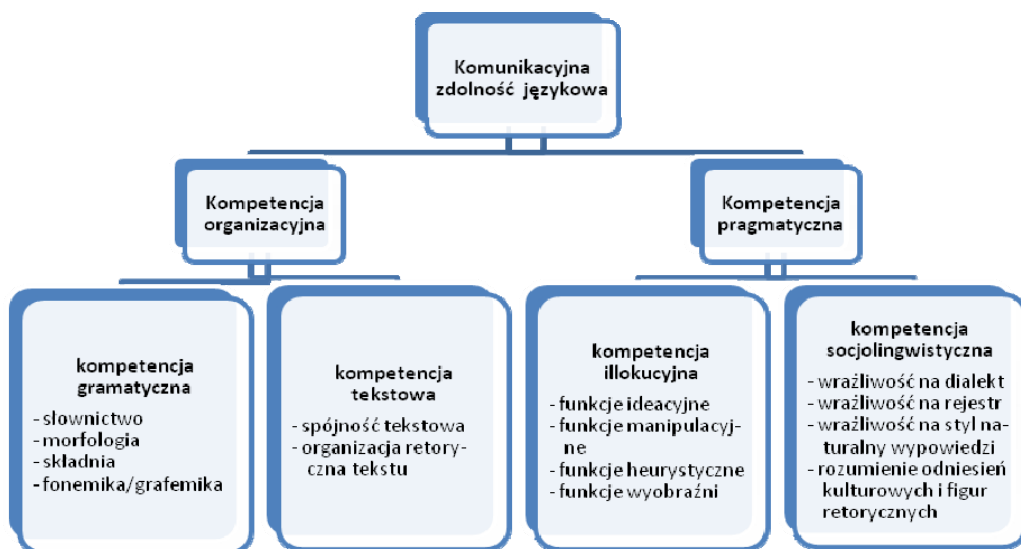 Komunikacyjna
zdolność językowa
Kompetencja
organizacyjna
Kompetencja
pragmatyczna
kompetencja
gramatyczna
- słownictwo
- morfologia
- składnia
- fonemika/grafemika
kompetencja
tekstowa
- spójność tekstowa
- organizacja retory-
czna tekstu
kompetencja
illokucyjna
- funkcje ideacyjne
- funkcje manipulacyj-
ne
- funkcje heurystyczne
- funkcje wyobraźni
kompetencja
socjolingwistyczna
- wrażliwość na dialekt
- wrażliwość na rejestr
- wrażliwość na styl na-
turalny wypowiedzi
- rozumienie odniesień
kulturowych i figur
retorycznych